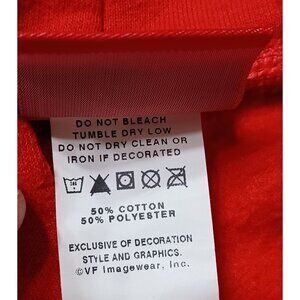 DO NOT BLEACH
TUMBLE DRY LOW
DO NOT DRY CLEAN OR
IRON IF DECORATED
50% COTTON
50% POLYESTER
EXCLUSIVE OF DECORATION
STYLE AND GRAPHICS.
©VF Imagewear, Inc.